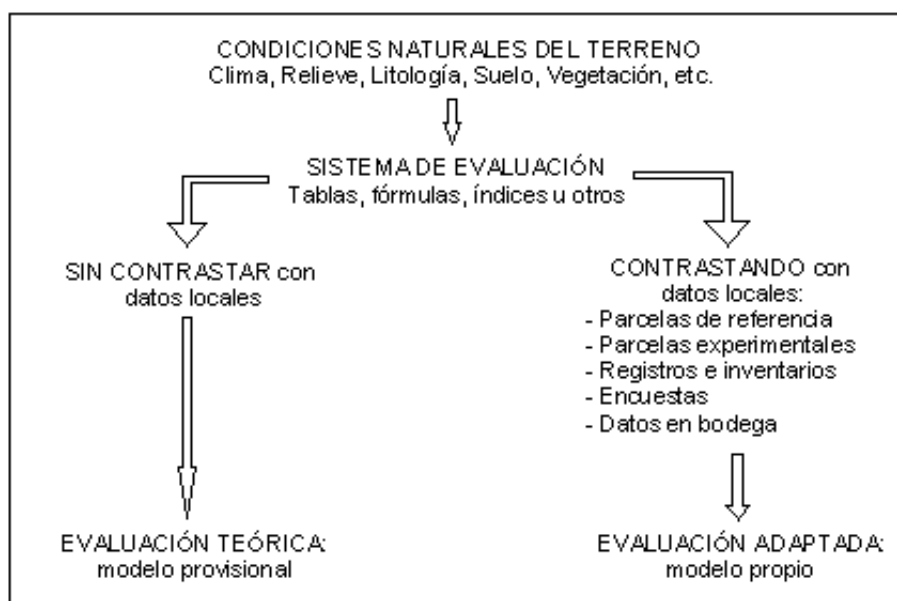 CONDICIONES NATURALES DEL TERRENO
Clima, Relieve, Litología, Suelo, Vegetación, etc.
SISTEMA DE EVALUACIÓN
Tablas, fórmulas, índices u otros
SIN CONTRASTAR con
datos locales
CONTRASTANDO con
datos locales:
- Parcelas de referencia
- Parcelas experimentales
- Registros e inventarios
- Encuestas
- Datos en bodega
EVALUACIÓN TEÓRICA:
modelo provisional
EVALUACIÓN ADAPTADA:
modelo propio